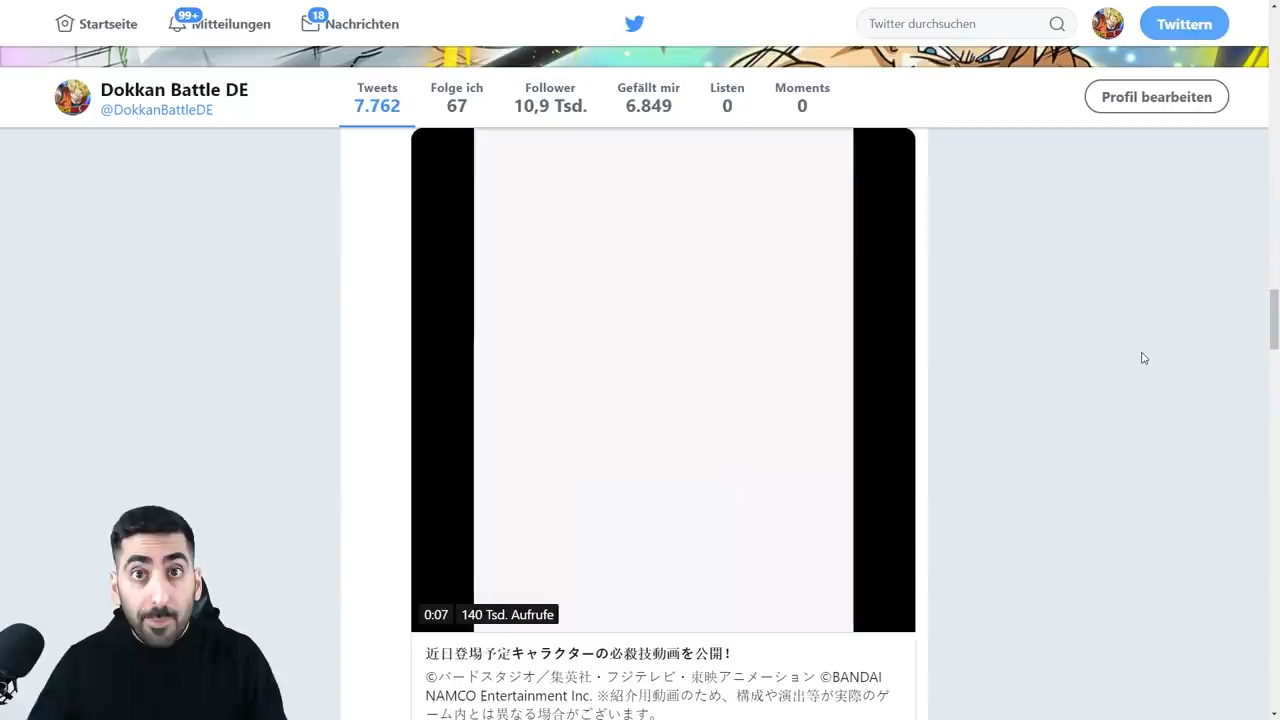 Startseite
99+
Mitteilungen
18
Nachrichten
Twitter durchsuchen
Twittern
Dokkan Battle DE
@DokkanBattleDE
Tweets
7.762
Folge ich
67
Follower
10,9 Tsd.
Gefällt mir
6.849
Listen
0
Moments
0
Profil bearbeiten
0:07
140 Tsd. Aufrufe
近日登場予定キャラクターの必殺技動画を公開！
©バードスタジオ／集英社・フジテレビ・東映アニメーション ©BANDAI
NAMCO Entertainment Inc. ※紹介用動画のため、構成や演出等が実際のゲ
ーム内とは異なる場合がございます。